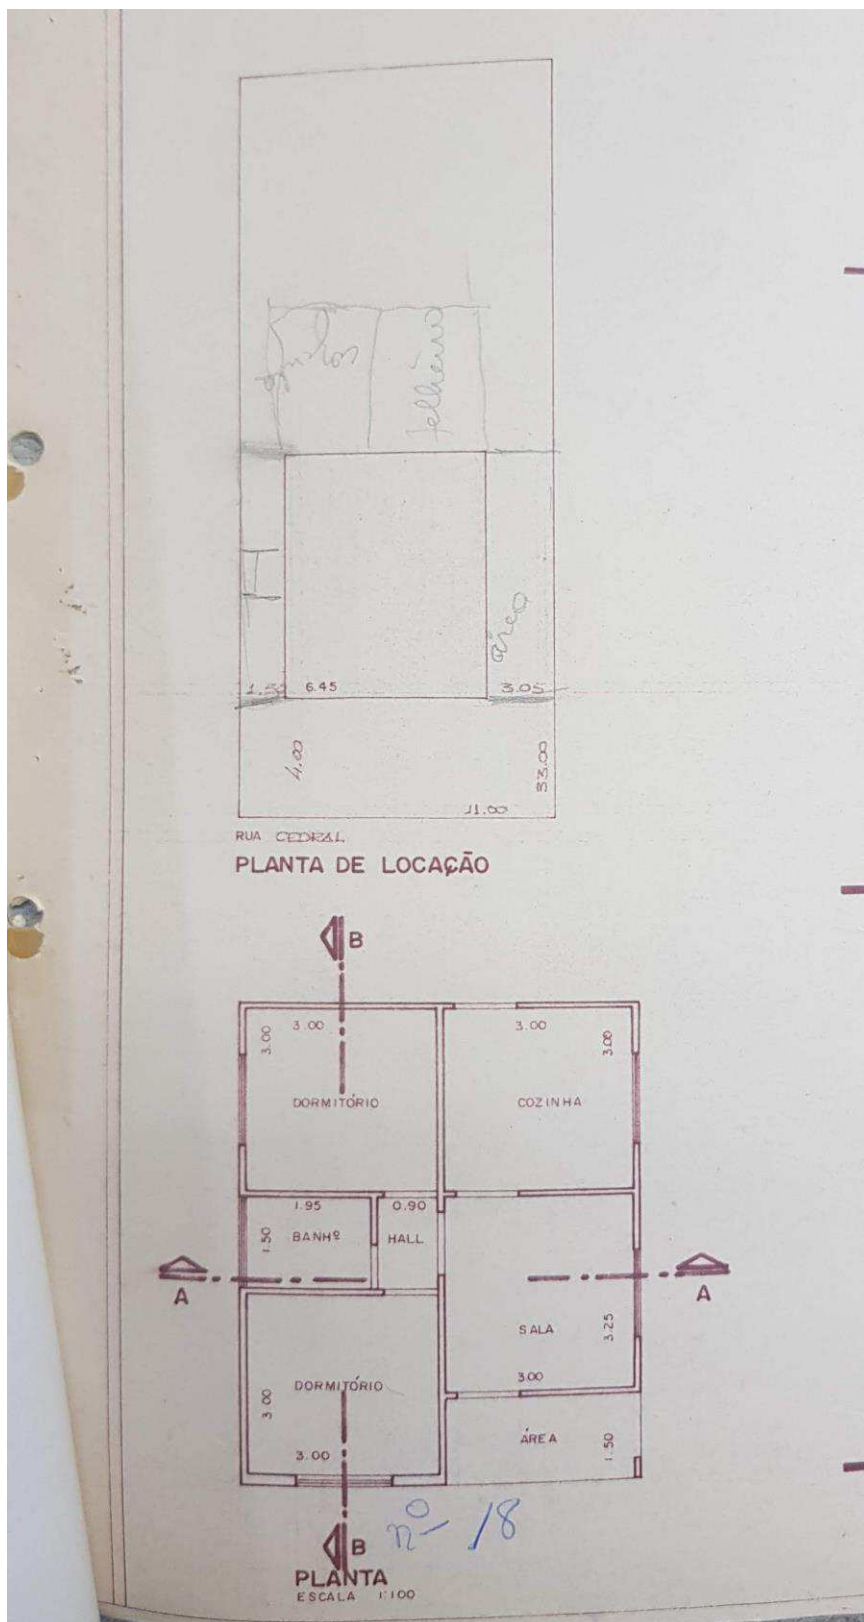 cozinha
telheiro
área
1.50 6.45 3.05
4.00
33.00
11.00
RUA CEDRAL
PLANTA DE LOCAÇÃO
B
3.00 3.00
3.00 3.00
DORMITÓRIO COZINHA
1.95 0.90
1.50 BANHº HALL
A A
SALA 3.25
3.00
DORMITÓRIO
3.00
3.00
ÁREA 1.50
nº 18
B
PLANTA
ESCALA 1:100